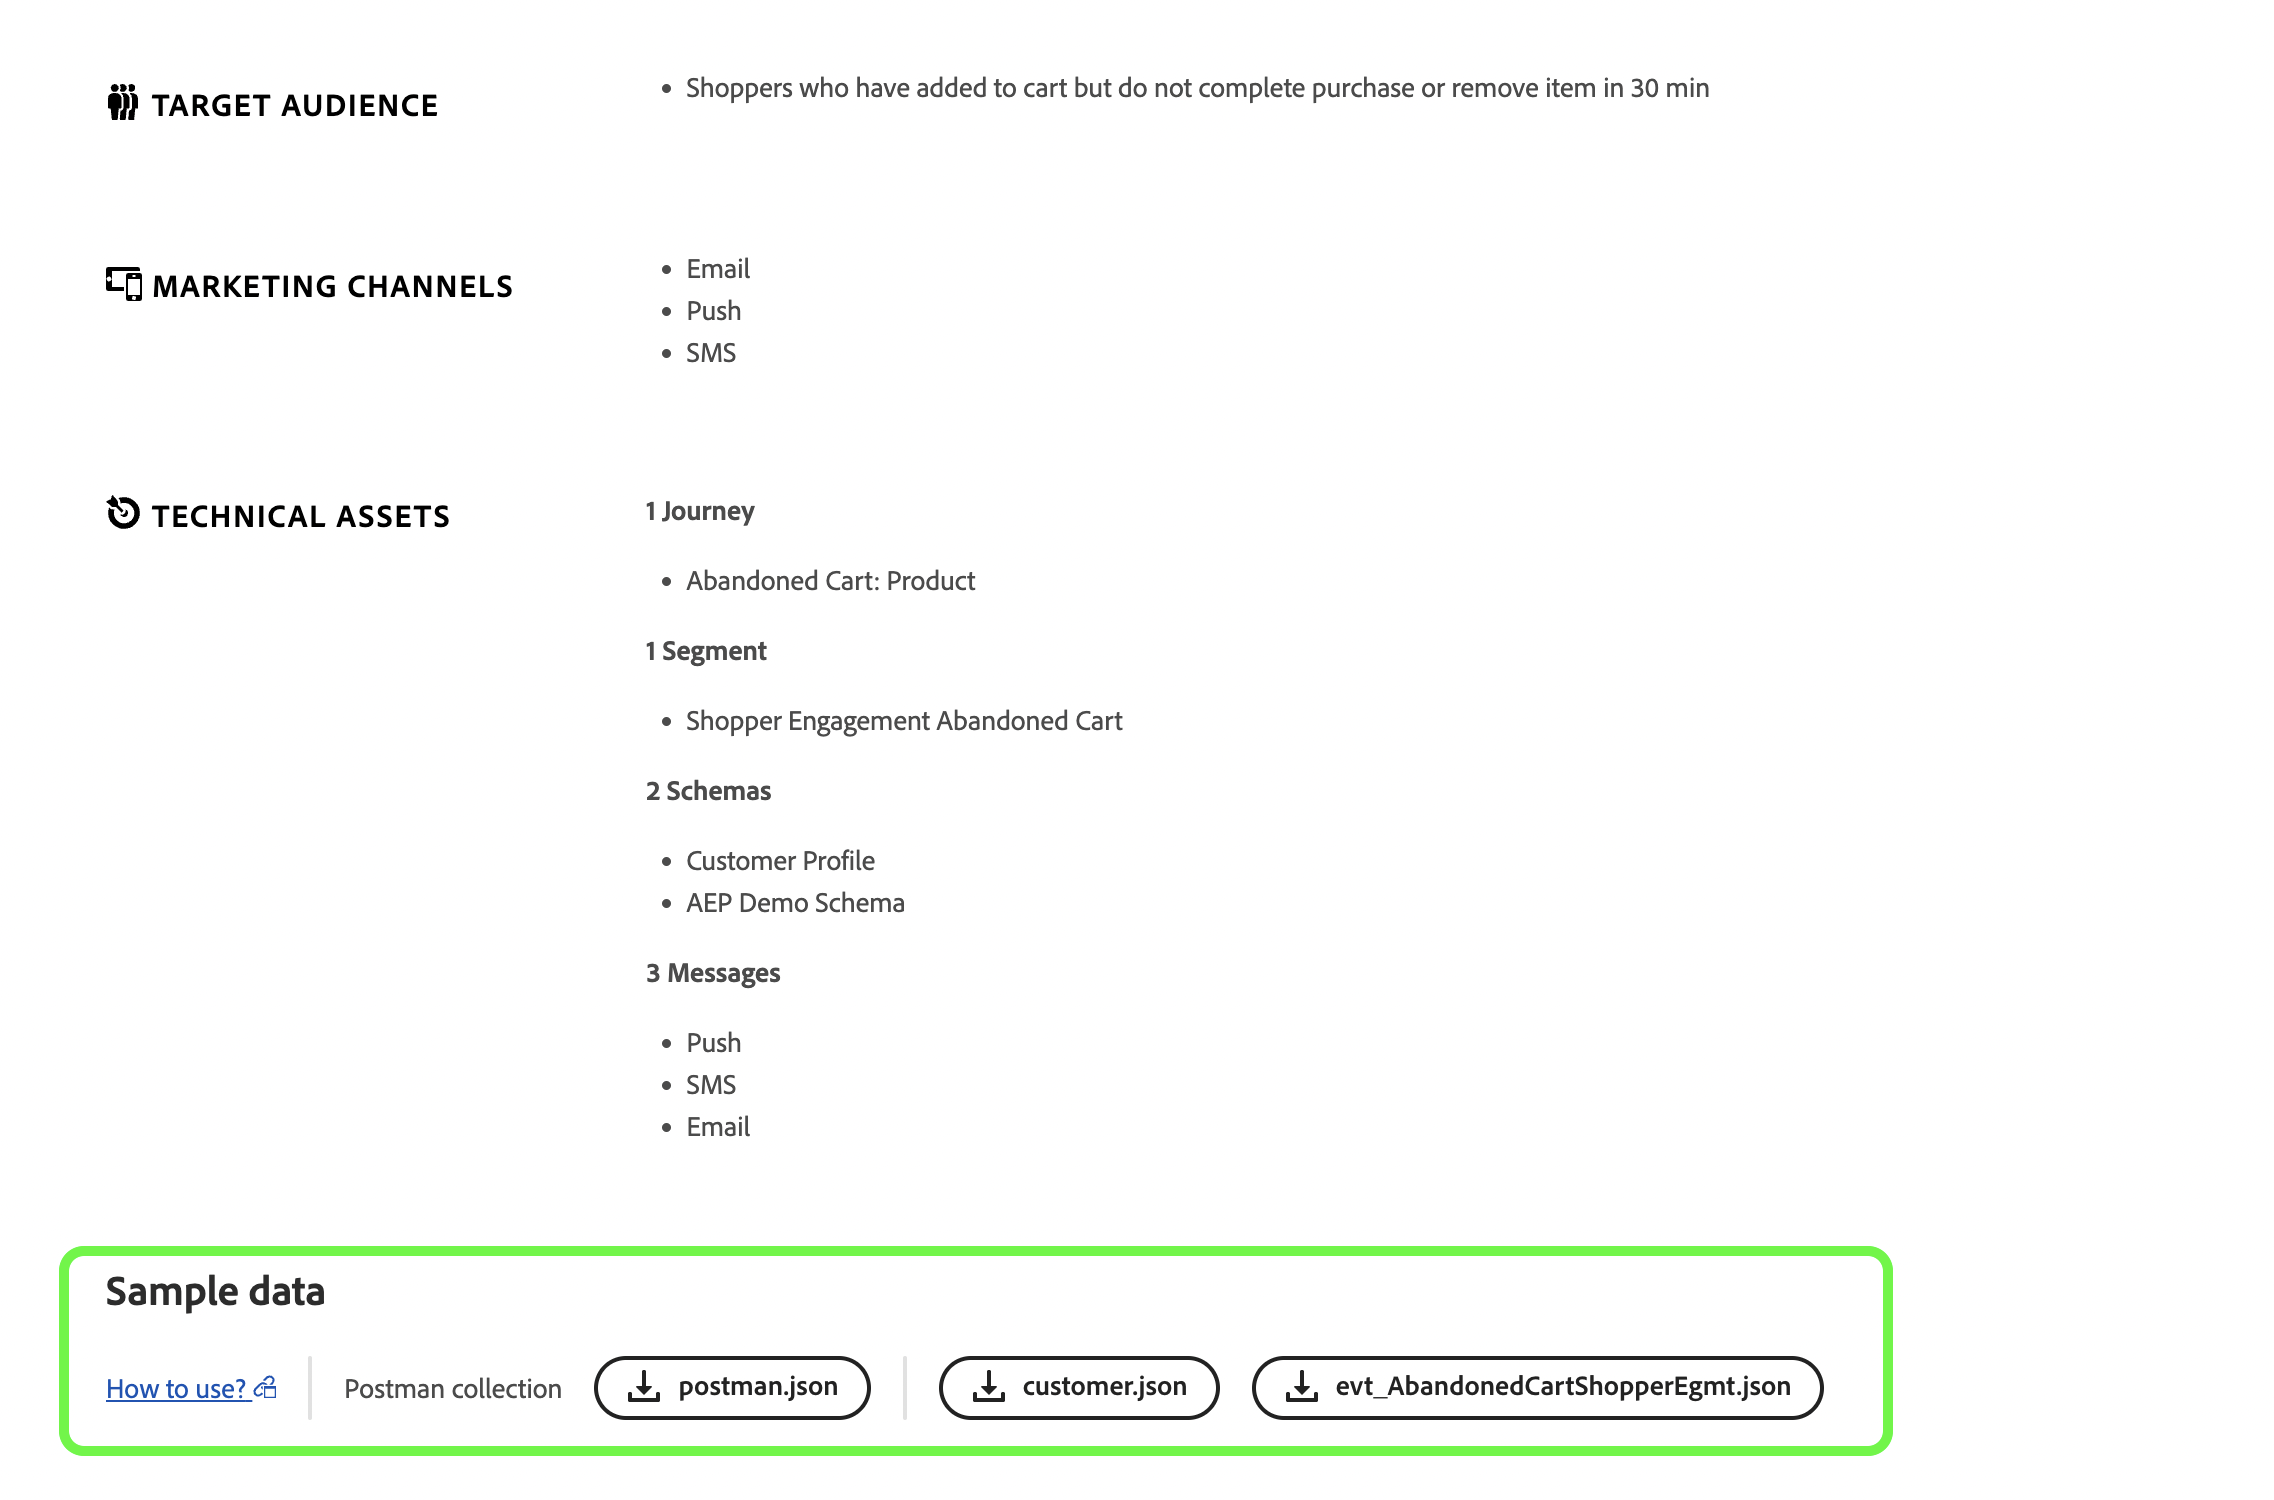 TARGET AUDIENCE
Shoppers who have added to cart but do not complete purchase or remove item in 30 min
MARKETING CHANNELS
Email
Push
SMS
TECHNICAL ASSETS
1 Journey
Abandoned Cart: Product
1 Segment
Shopper Engagement Abandoned Cart
2 Schemas
Customer Profile
AEP Demo Schema
3 Messages
Push
SMS
Email
Sample data
How to use? Postman collection postman.json customer.json evt_AbandonedCartShopperEgmt.json